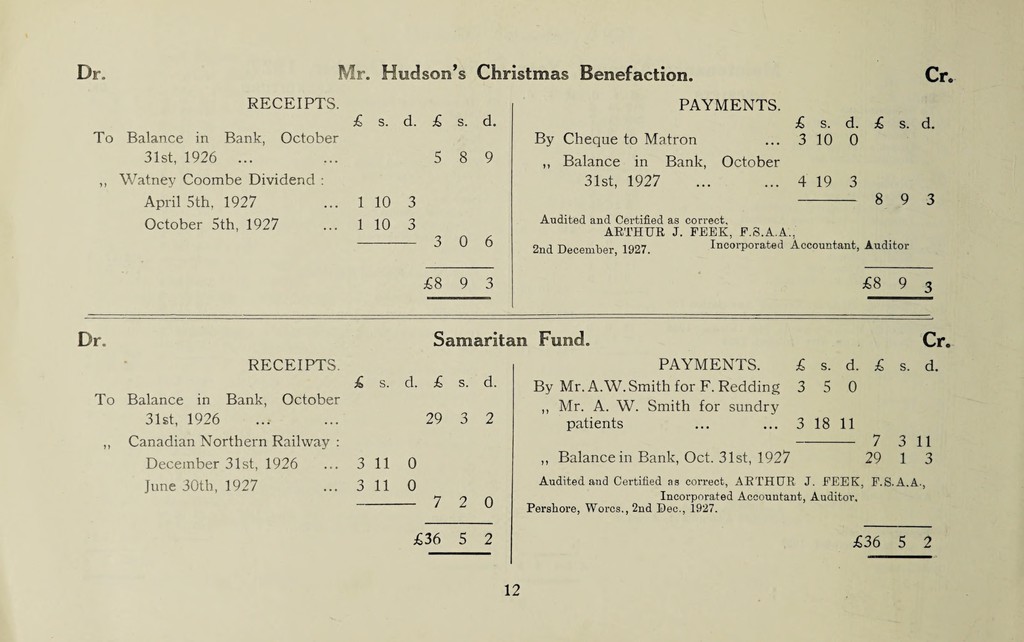 Dr. Mr. Hudson's Christmas Benefaction. Cr.
RECEIPTS.
£ s. d. £ s. d.
To Balance in Bank, October
31st, 1926 ... ... 5 8 9
,, Watney Coombe Dividend :
April 5th, 1927 ... 1 10 3
October 5th, 1927 ... 1 10 3
3 0 6
£8 9 3
PAYMENTS.
£ s. d. £ s. d.
By Cheque to Matron ... 3 10 0
,, Balance in Bank, October
31st, 1927 ... ... 4 19 3
8 9 3
Audited and Certified as correct,
ARTHUR J. FEEK, F.S.A.A.,
2nd December, 1927. Incorporated Accountant, Auditor
£8 9 3
Dr. Samaritan Fund. Cr.
RECEIPTS.
£ s. d. £ s. d.
To Balance in Bank, October
31st, 1926 ... ... 29 3 2
,, Canadian Northern Railway :
December 31st, 1926 ... 3 11 0
June 30th, 1927 ... 3 11 0
7 2 0
£36 5 2
PAYMENTS. £ s. d. £ s. d.
By Mr. A. W. Smith for F. Redding 3 5 0
,, Mr. A. W. Smith for sundry
patients ... ... 3 18 11
7 3 11
,, Balance in Bank, Oct. 31st, 1927 29 1 3
Audited and Certified as correct, ARTHUR J. FEEK, F.S.A.A.,
Incorporated Accountant, Auditor,
Pershore, Worcs., 2nd Dec., 1927.
£36 5 2
12